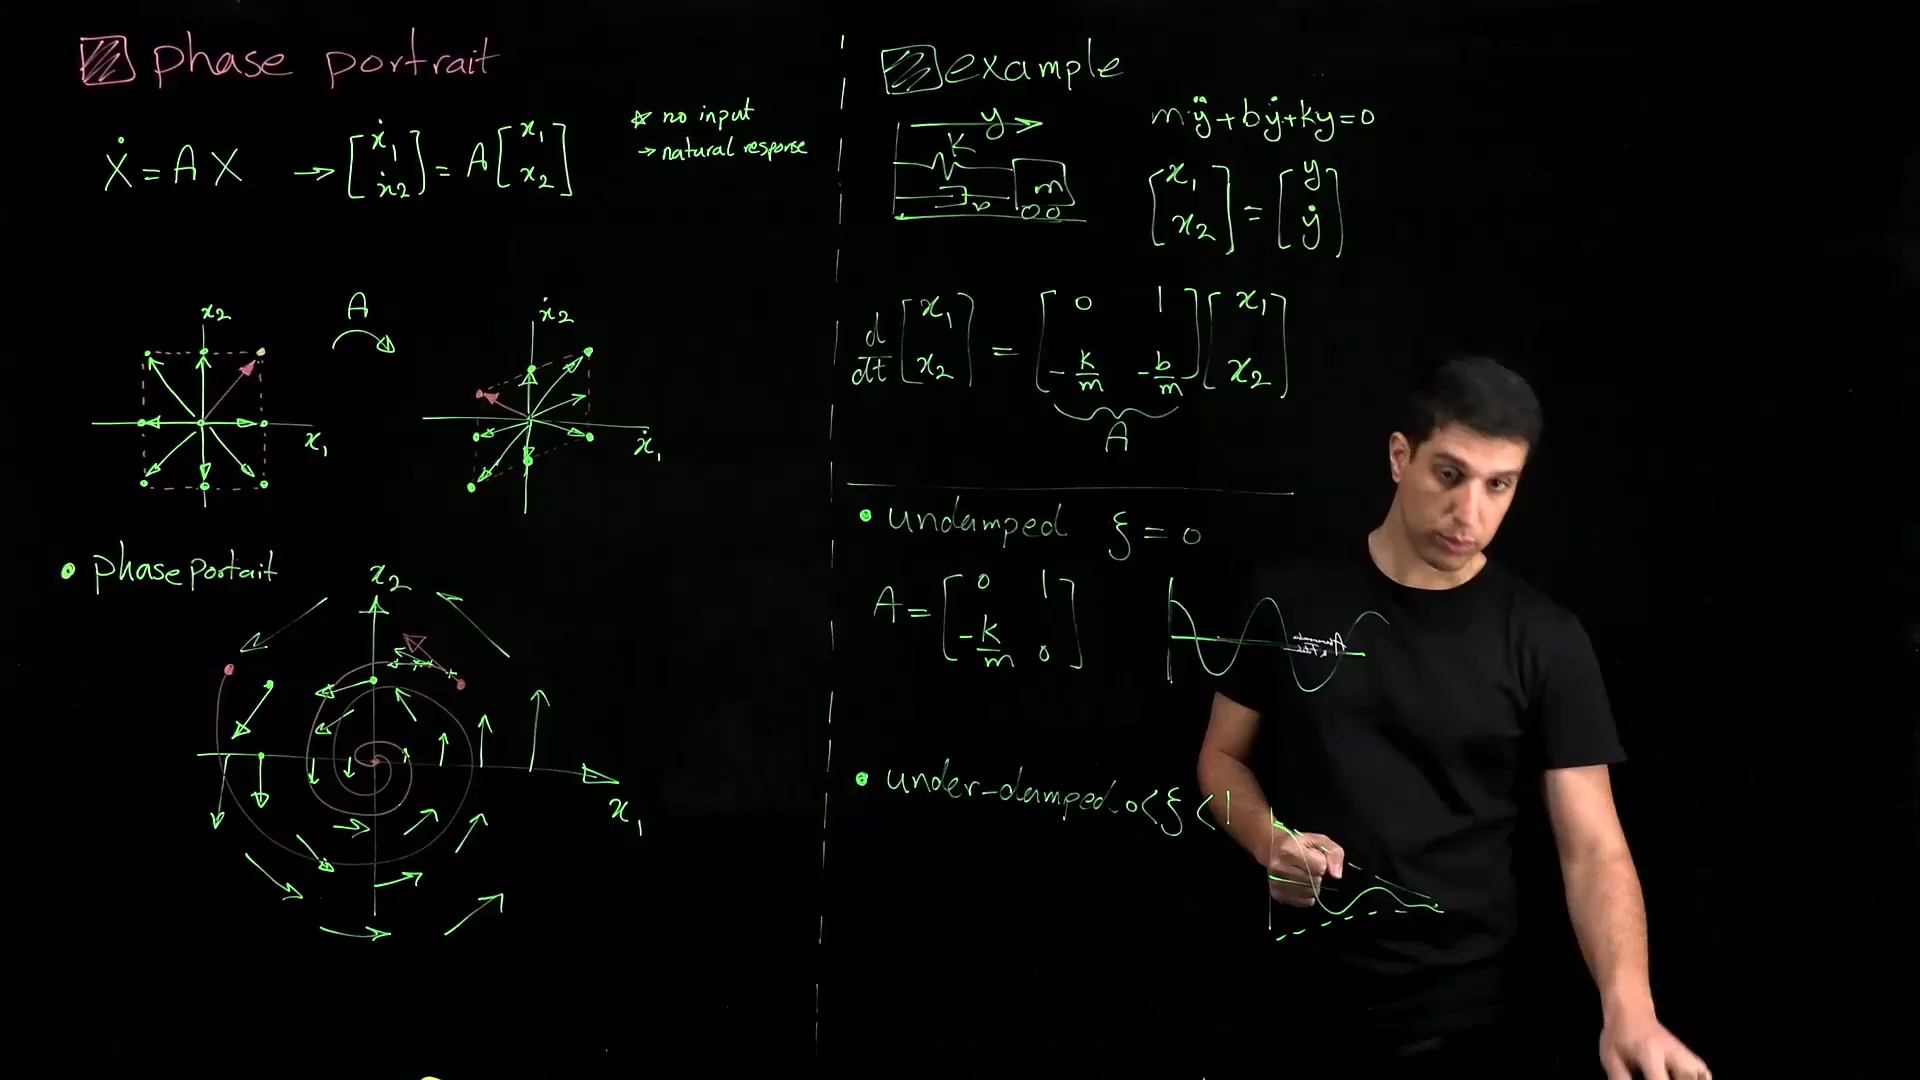 phase portrait
Ẋ = A X → [ẋ₁ ẋ₂] = A [x₁ x₂]
* no input
→ natural response
x₂
x₁
A
ẋ₂
ẋ₁
• phase portait
x₂
x₁
example
y
K
m
b
mÿ + bẏ + ky = 0
[x₁ x₂] = [y ẏ]
d/dt [x₁ x₂] = [0 1 -k/m -b/m] [x₁ x₂]
A
• undamped ξ = 0
A = [0 1 -k/m 0]
• under-damped 0 < ξ < 1